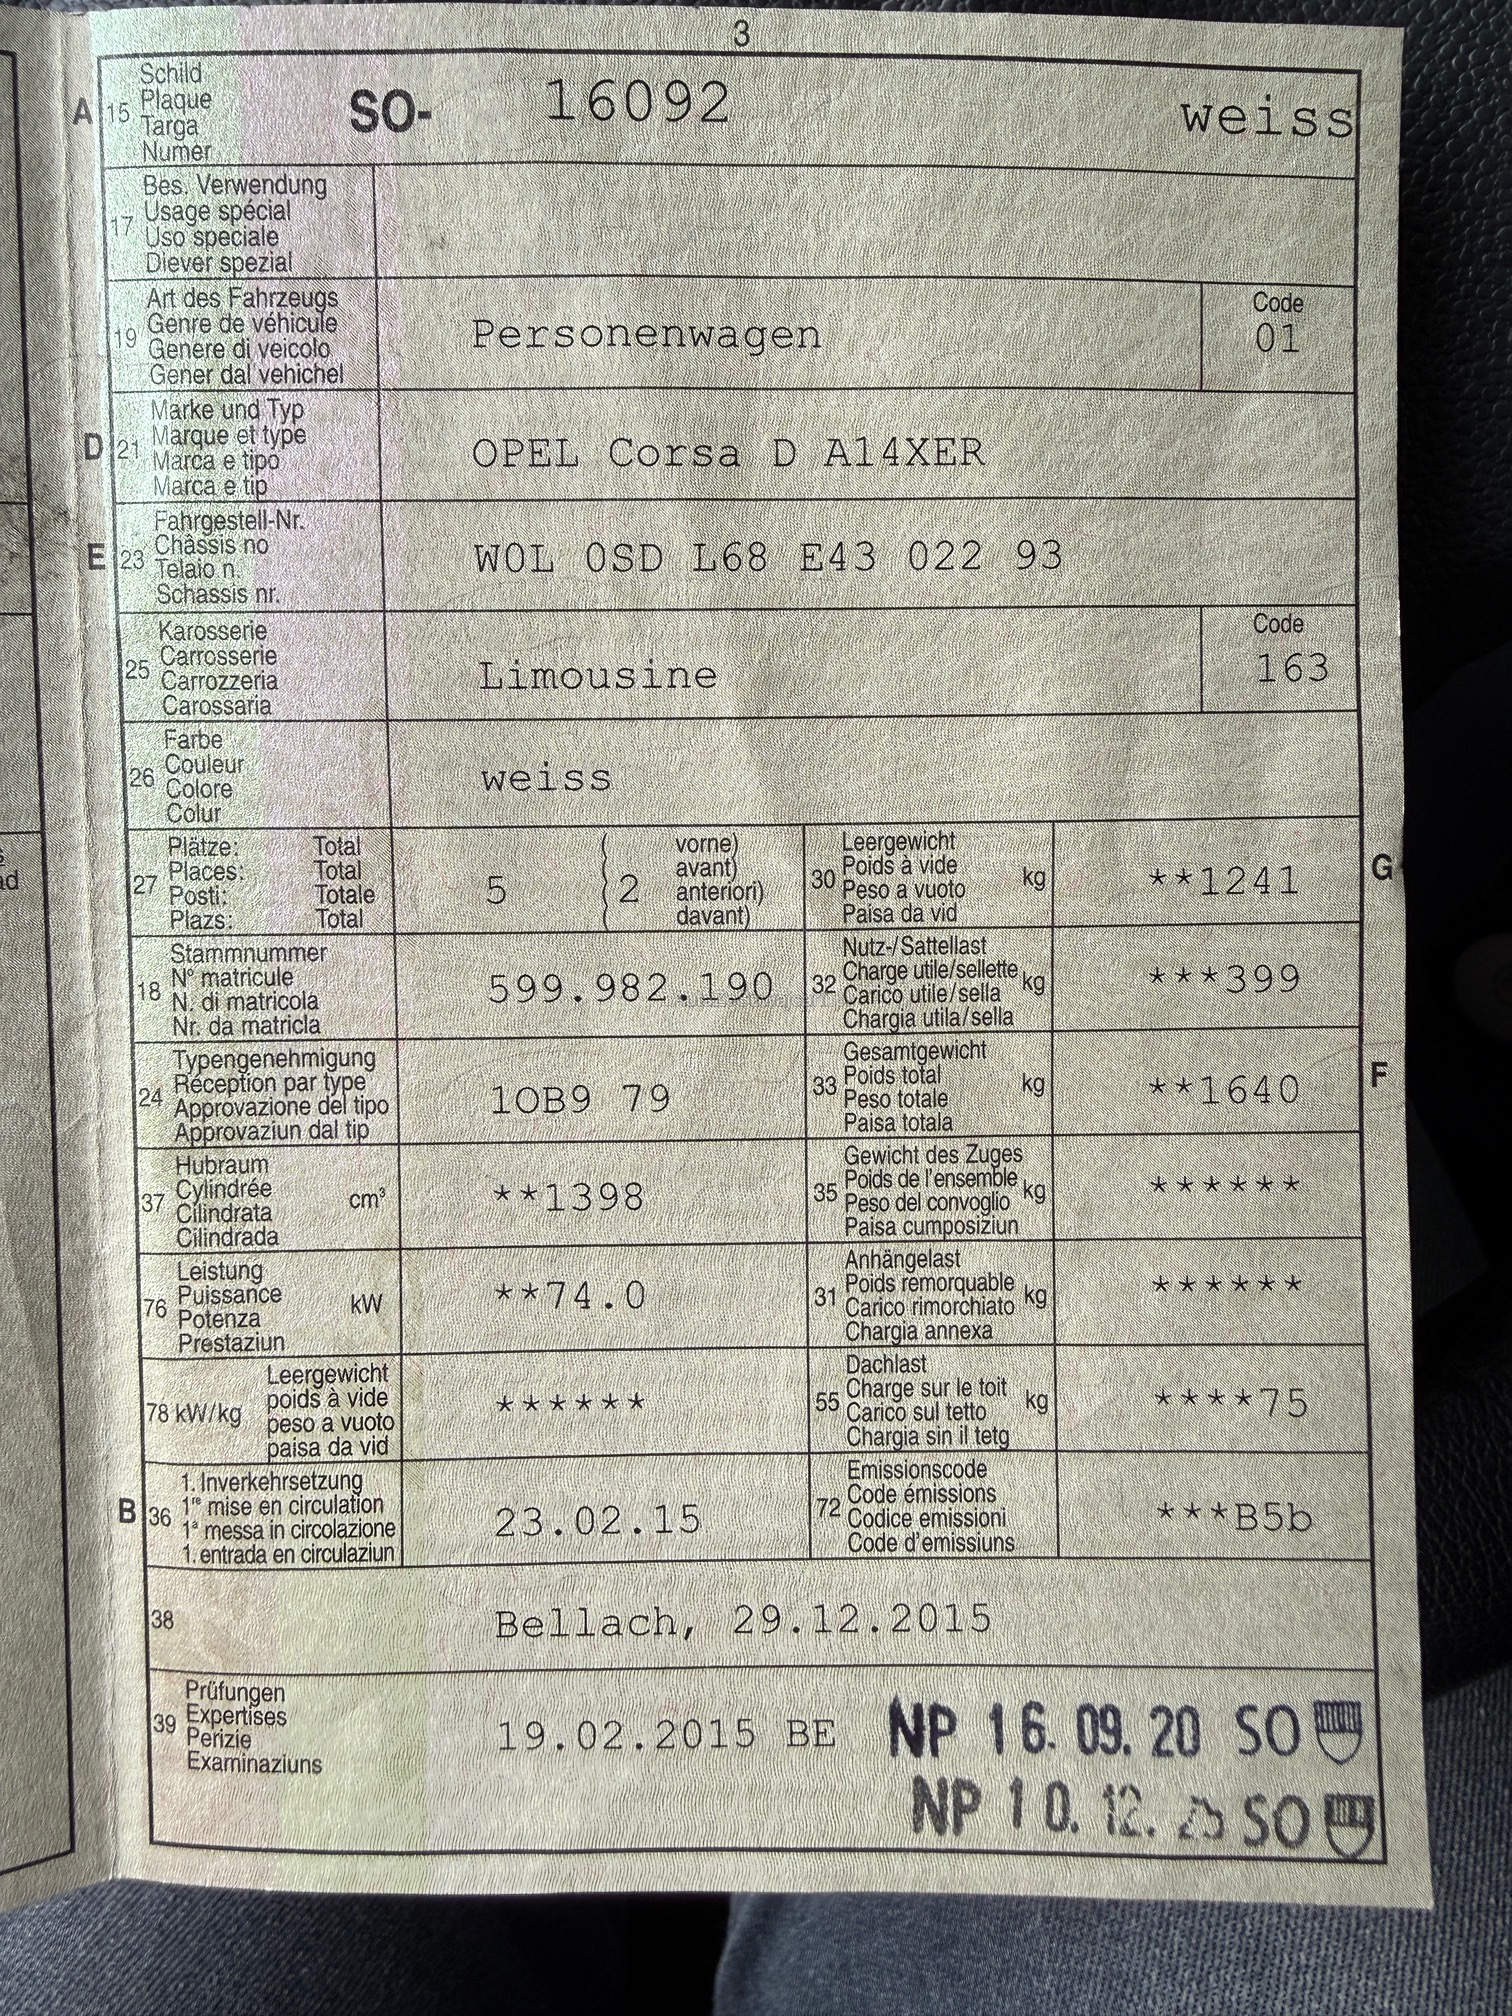 3
A 15 Schild
Plaque
Targa
Numer
SO- 16092 weiss
17 Bes. Verwendung
Usage spécial
Uso speciale
Diever spezial
19 Art des Fahrzeugs
Genre de véhicule
Genere di veicolo
Gener dal vehichel
Personenwagen
Code
01
D 21 Marke und Typ
Marque et type
Marca e tipo
Marca e tip
OPEL Corsa D A14XER
E 23 Fahrgestell-Nr.
Châssis no
Telaio n.
Schassis nr.
W0L 0SD L68 E43 022 93
25 Karosserie
Carrosserie
Carrozzeria
Carossaria
Limousine
Code
163
26 Farbe
Couleur
Colore
Colur
weiss
27 Plätze: Total
Places: Total
Posti: Totale
Plazs: Total
5 ( 2 vorne)
avant)
anteriori)
davant)
30 Leergewicht
Poids à vide
Peso a vuoto kg
Paisa da vid
**1241
G
18 Stammnummer
N° matricule
N. di matricola
Nr. da matricla
599.982.190
32 Nutz-/Sattellast
Charge utile/sellette kg
Carico utile/sella
Chargia utila/sella
***399
24 Typengenehmigung
Réception par type
Approvazione del tipo
Approvaziun dal tip
1OB9 79
33 Gesamtgewicht
Poids total kg
Peso totale
Paisa totala
**1640
F
37 Hubraum
Cylindrée cm³
Cilindrata
Cilindrada
**1398
35 Gewicht des Zuges
Poids de l'ensemble kg
Peso del convoglio
Paisa cumposiziun
******
76 Leistung
Puissance kW
Potenza
Prestaziun
**74.0
31 Anhängelast
Poids remorquable kg
Carico rimorchiato
Chargia annexa
******
78 kW/kg Leergewicht
poids à vide
peso a vuoto
paisa da vid
******
55 Dachlast
Charge sur le toit kg
Carico sul tetto
Chargia sin il tetg
****75
B 36 1. Inverkehrsetzung
1re mise en circulation
1a messa in circolazione
1. entrada en circulaziun
23.02.15
72 Emissionscode
Code émissions
Codice emissioni
Code d'emissiuns
***B5b
38 Bellach, 29.12.2015
39 Prüfungen
Expertises
Perizie
Examinaziuns
19.02.2015 BE
NP 16. 09. 20 SO
NP 10. 12. SO